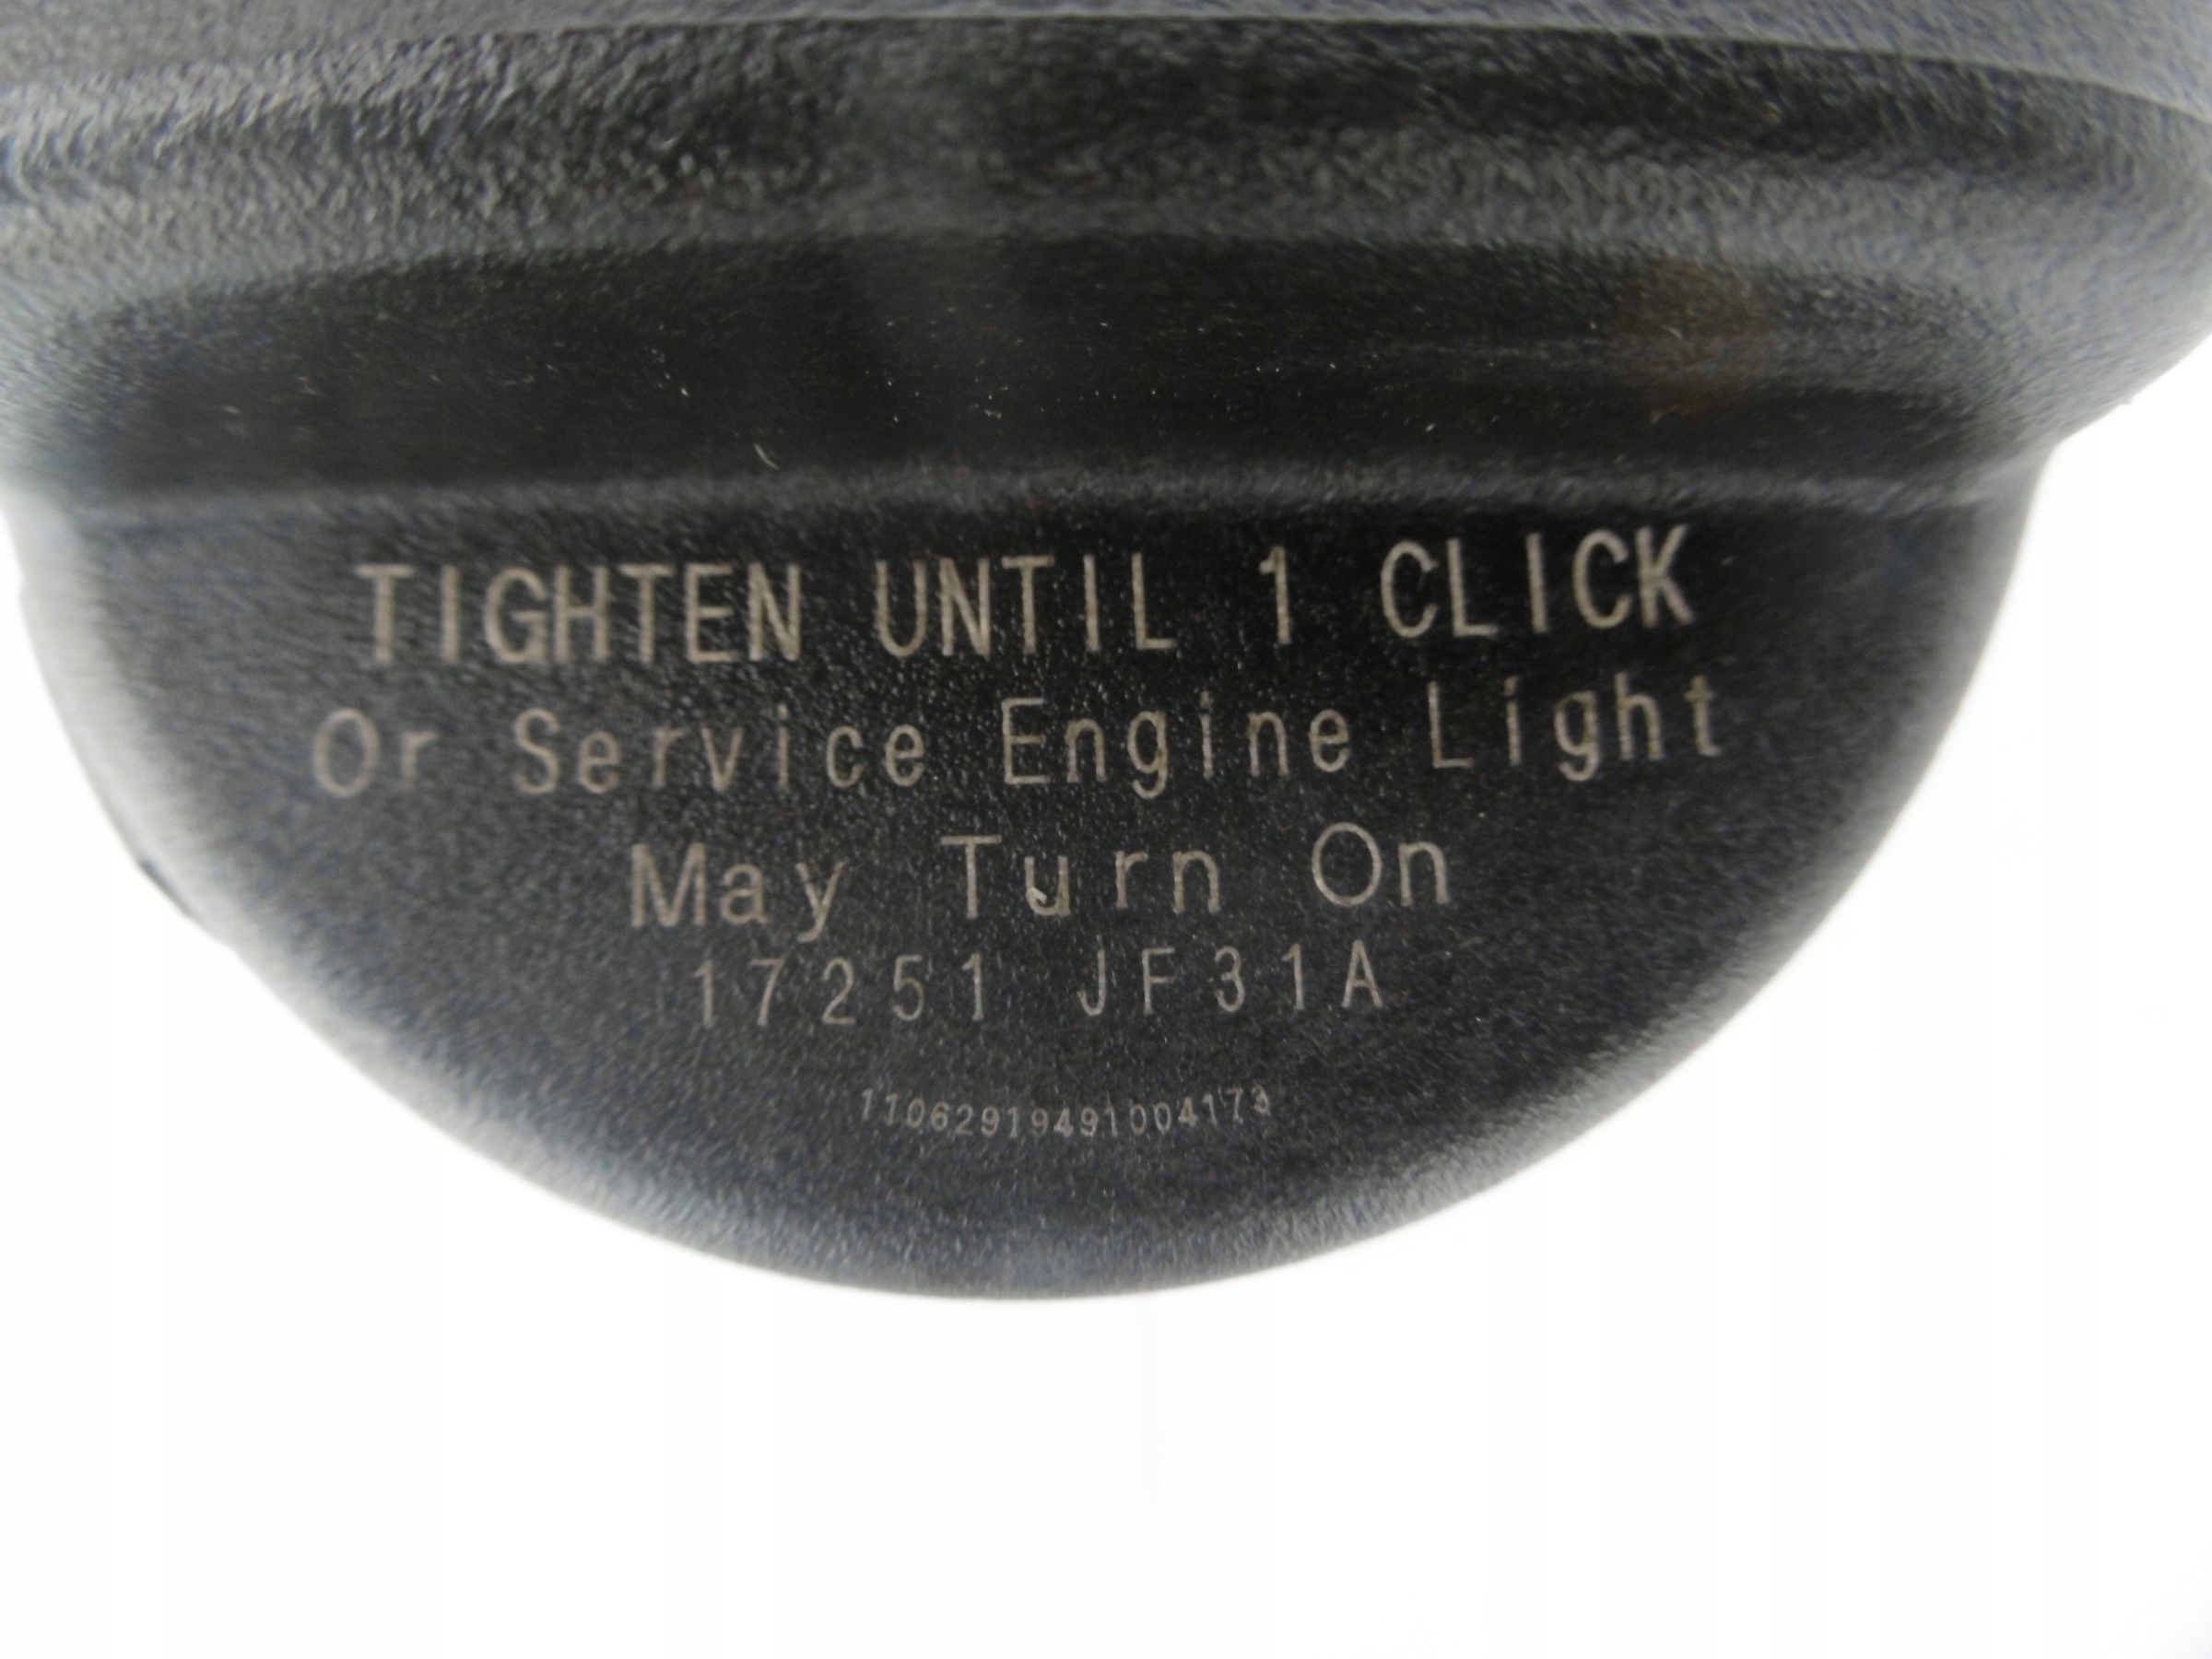 TIGHTEN UNTIL 1 CLICK
Or Service Engine Light
May Turn On
17251 JF31A
11062919491004173